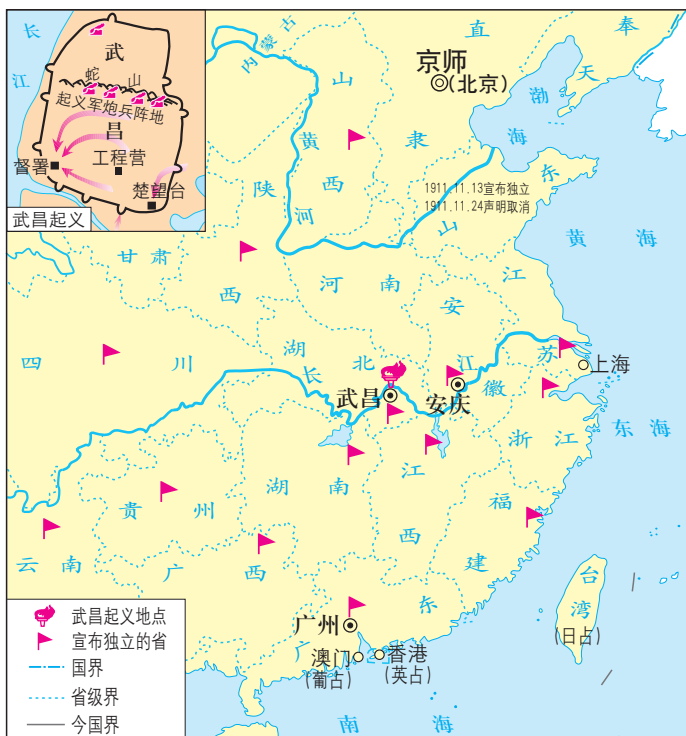 长江
武昌
蛇山
起义军炮兵阵地
督署
工程营
楚望台
武昌起义
内蒙古
直隶
奉天
京师
(北京)
渤海
山西
黄河
陕西
山东
1911.11.13宣布独立
1911.11.24声明取消
黄海
甘肃
河南
安徽
江苏
四川
湖北
长江
武昌
安庆
上海
东海
浙江
湖南
江西
贵州
福建
云南
广西
广东
广州
澳门
(葡占)
香港
(英占)
台湾
(日占)
南海
武昌起义地点
宣布独立的省
国界
省级界
今国界